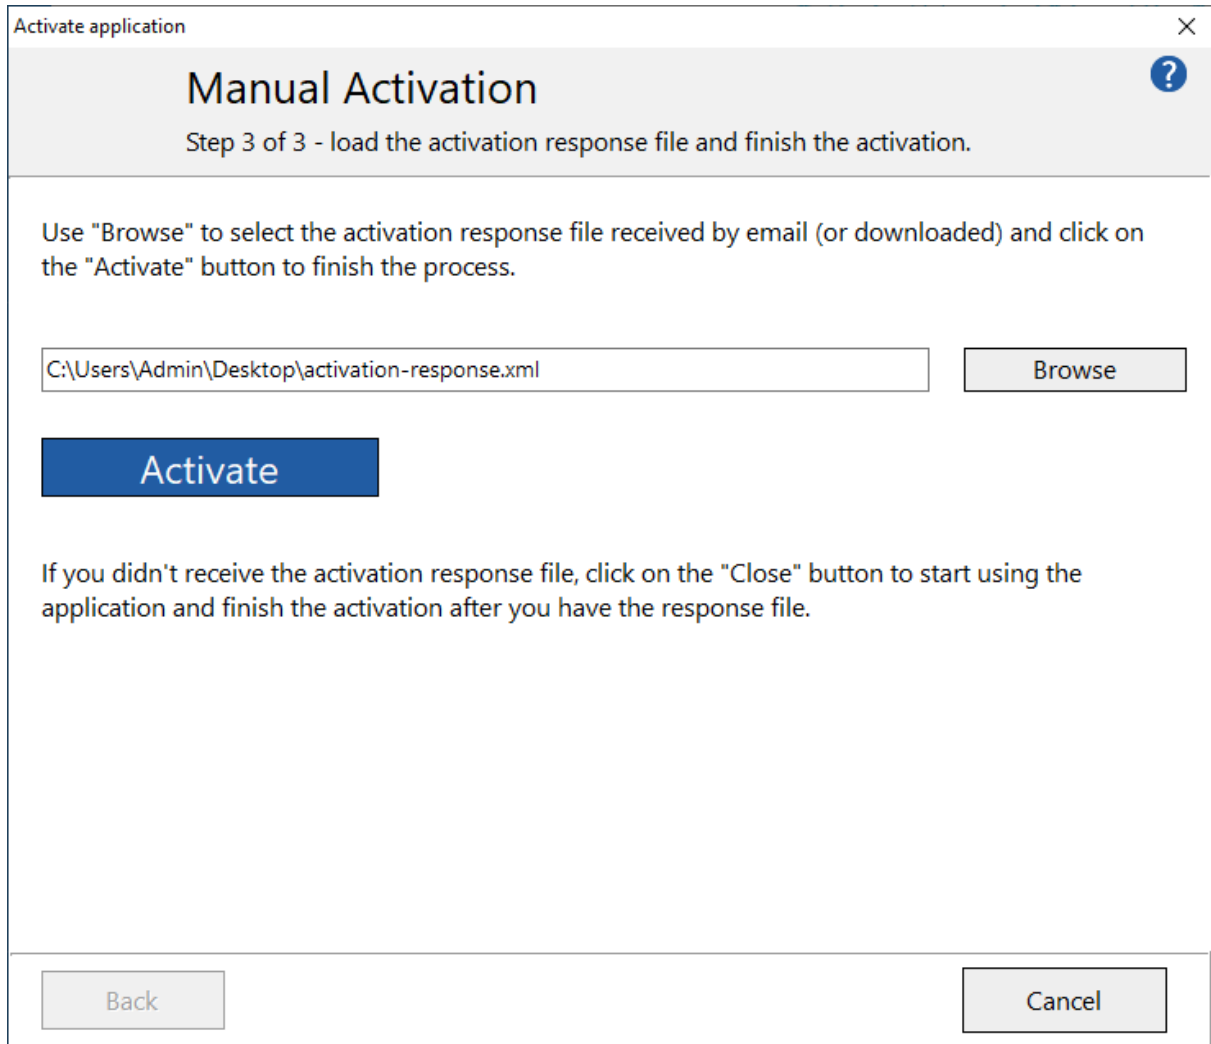 Activate application
Manual Activation
?
Step 3 of 3 - load the activation response file and finish the activation.
Use "Browse" to select the activation response file received by email (or downloaded) and click on
the "Activate" button to finish the process.
C:\Users\Admin\Desktop\activation-response.xml
Browse
Activate
If you didn't receive the activation response file, click on the "Close" button to start using the
application and finish the activation after you have the response file.
Back
Cancel